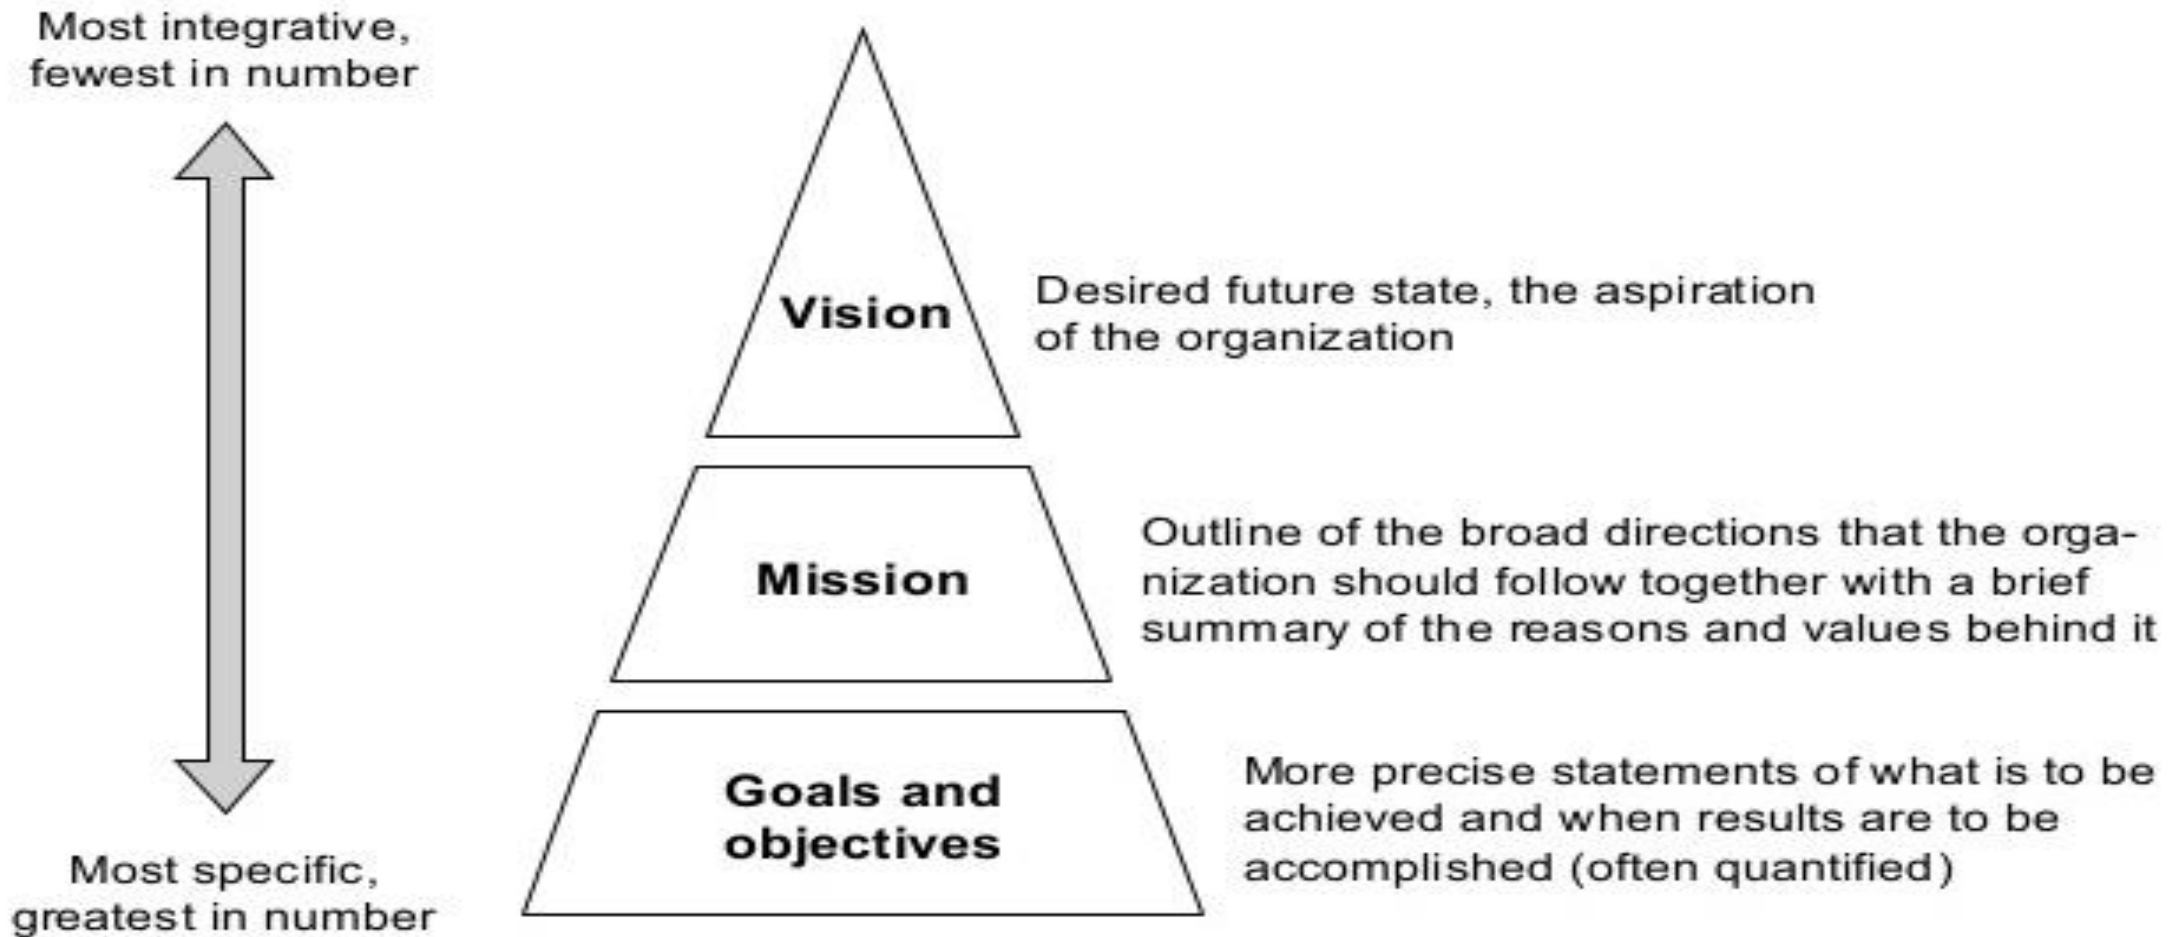 Most integrative,
fewest in number
Vision
Desired future state, the aspiration
of the organization
Mission
Outline of the broad directions that the orga-
nization should follow together with a brief
summary of the reasons and values behind it
Goals and
objectives
More precise statements of what is to be
achieved and when results are to be
accomplished (often quantified)
Most specific,
greatest in number